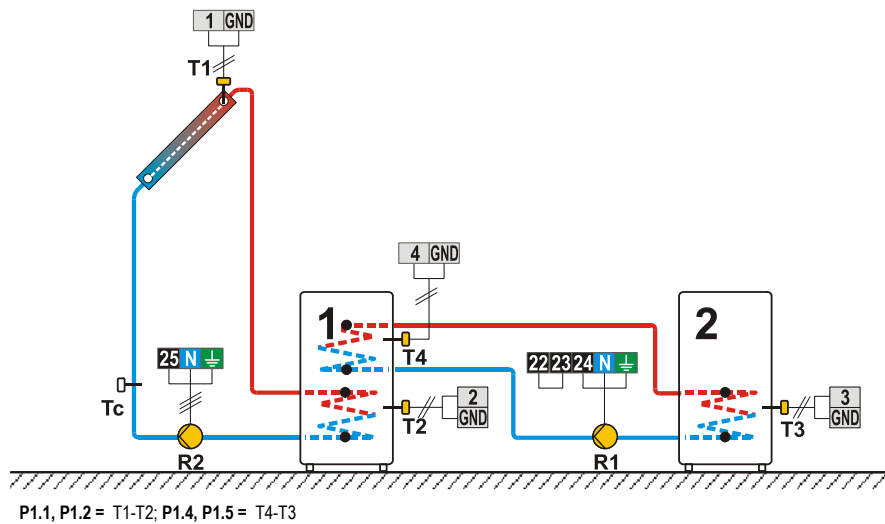 1 GND
T1
4 GND
1
2
T4
25 N
22 23 24 N
Tc
2
GND
3
GND
T2
T3
R2
R1
P1.1, P1.2 = T1-T2; P1.4, P1.5 = T4-T3